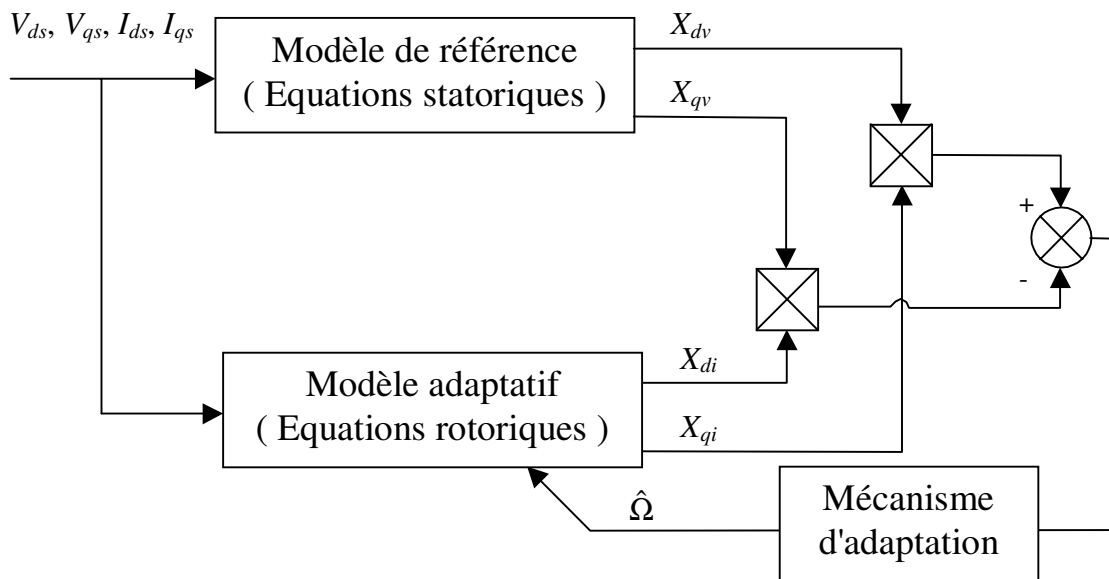 V_ds, V_qs, I_ds, I_qs
Modèle de référence
( Equations statoriques )
X_dv
X_qv
+
-
Modèle adaptatif
( Equations rotoriques )
X_di
X_qi
Ω̂
Mécanisme
d'adaptation